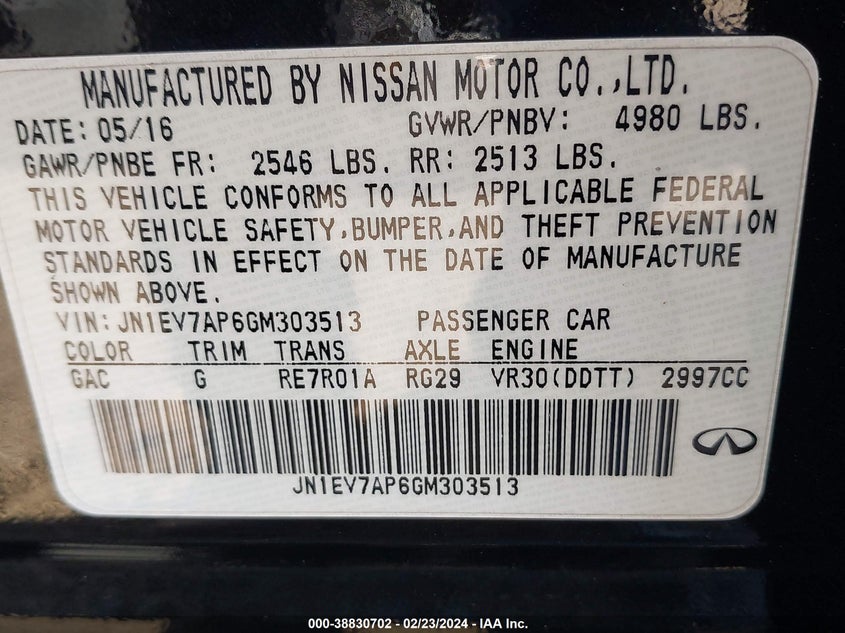 MANUFACTURED BY NISSAN MOTOR CO.,LTD.
DATE: 05/16 GVWR/PNBV: 4980 LBS.
GAWR/PNBE FR: 2546 LBS. RR: 2513 LBS.
THIS VEHICLE CONFORMS TO ALL APPLICABLE FEDERAL
MOTOR VEHICLE SAFETY,BUMPER,AND THEFT PREVENTION
STANDARDS IN EFFECT ON THE DATE OF MANUFACTURE
SHOWN ABOVE.
VIN: JN1EV7AP6GM303513 PASSENGER CAR
COLOR TRIM TRANS AXLE ENGINE
GAC G RE7R01A RG29 VR30(DDTT) 2997CC
JN1EV7AP6GM303513
000-38830702 - 02/23/2024 - IAA Inc.